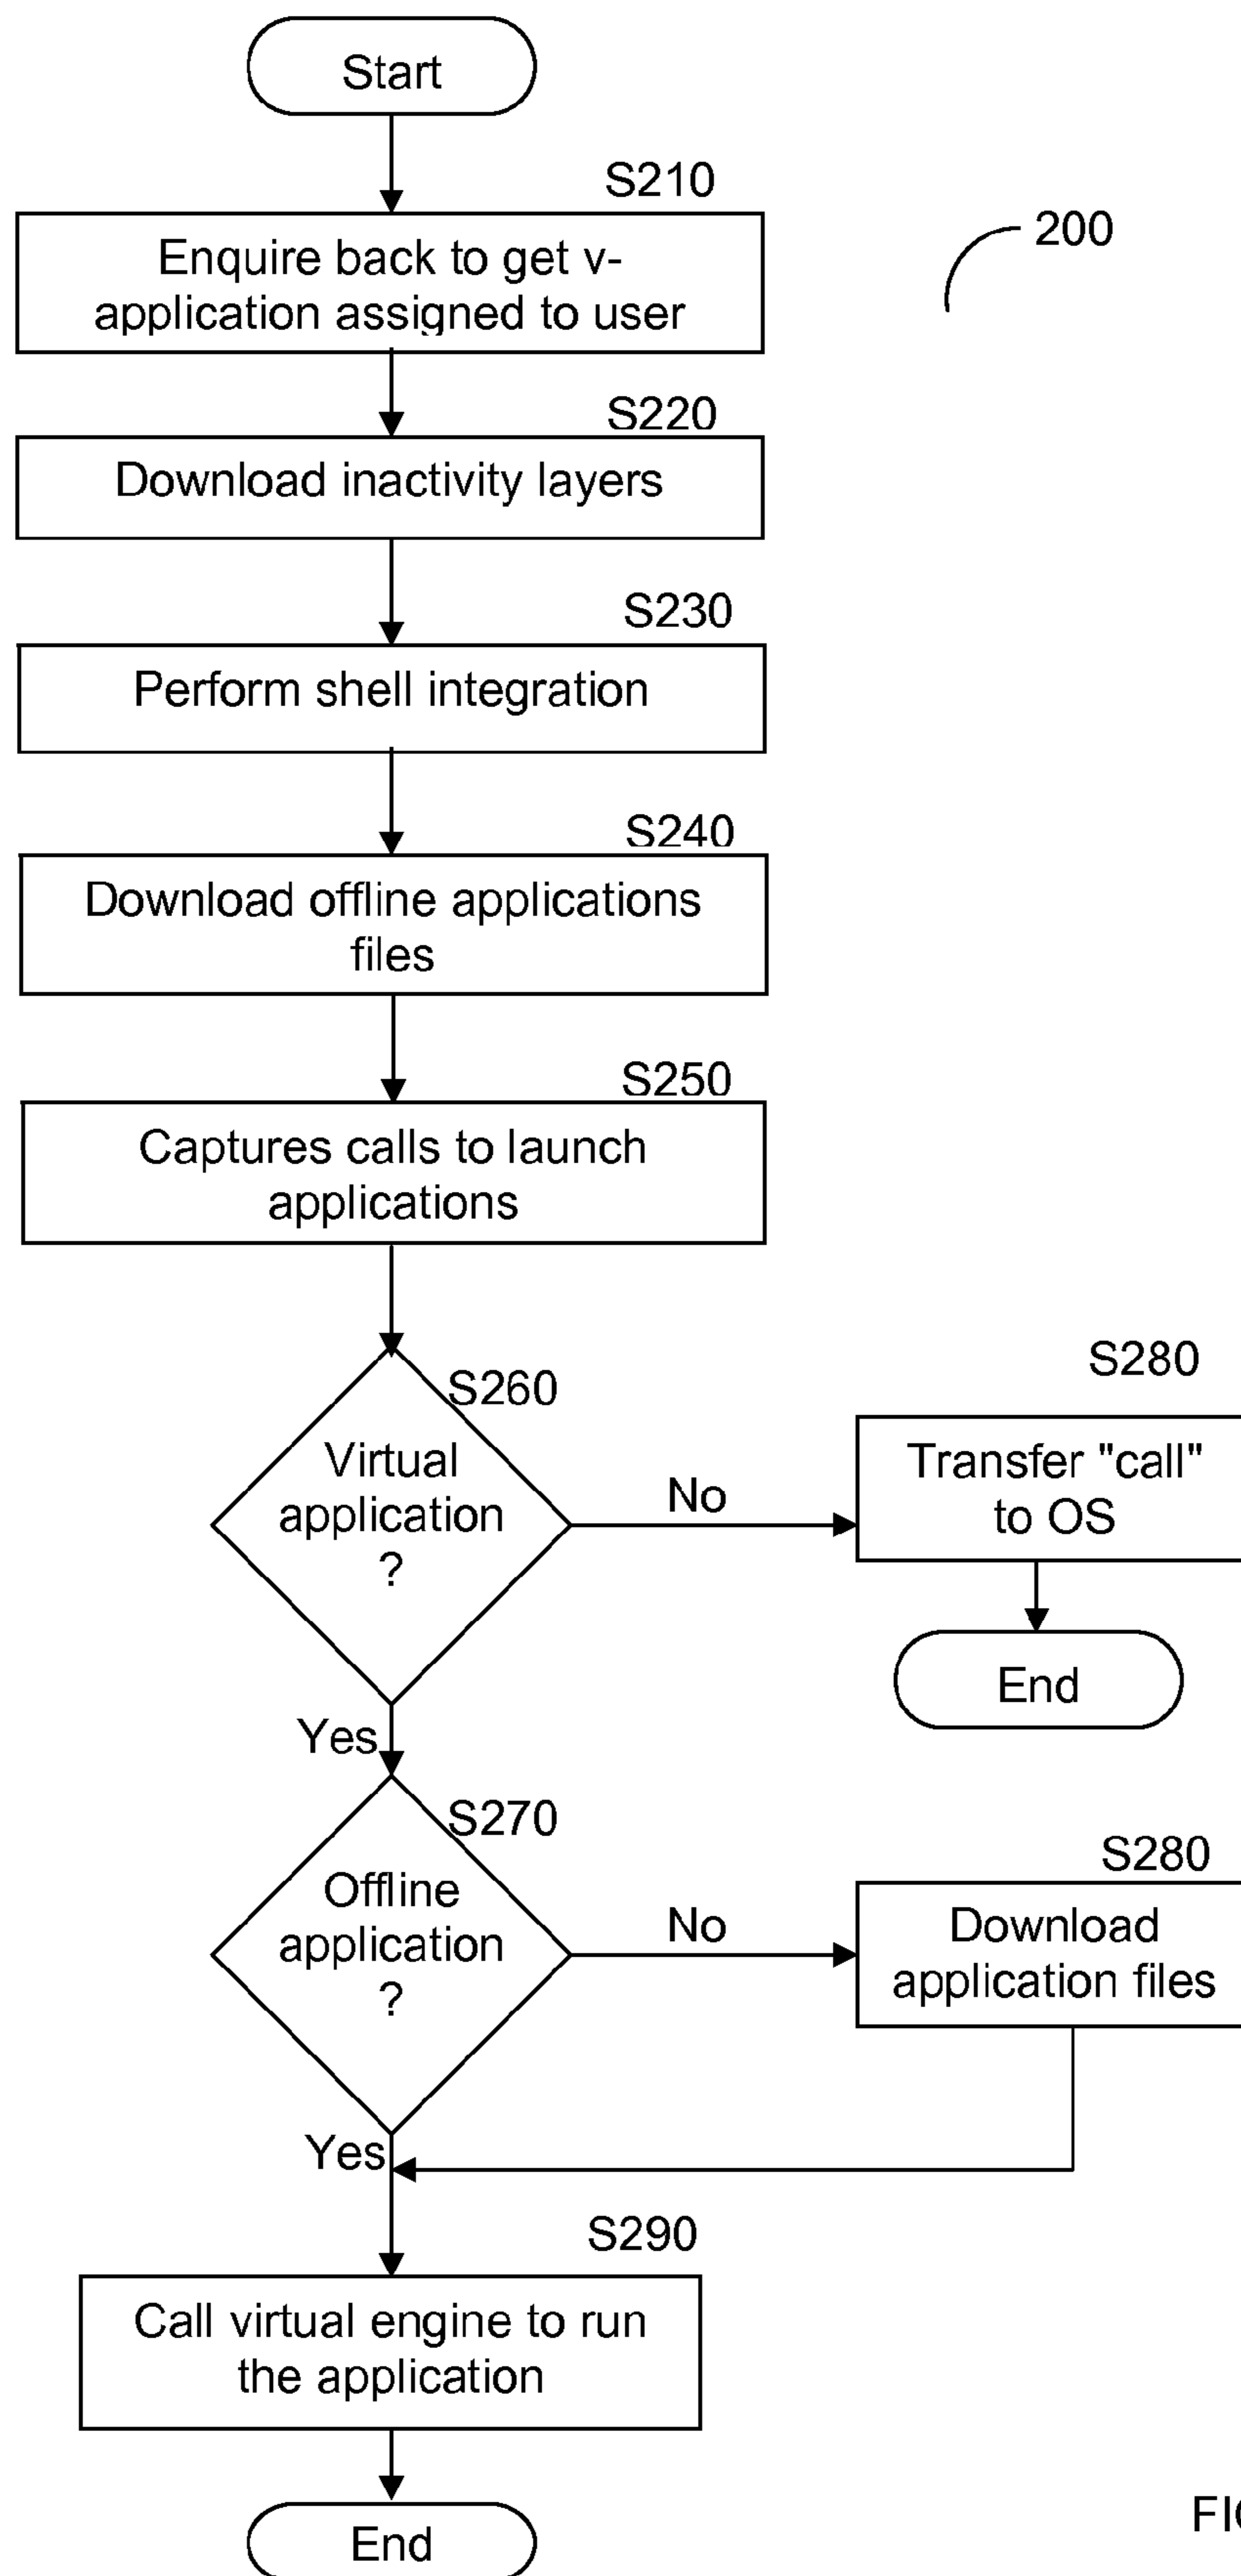 Start
S210
200
Enquire back to get v-
application assigned to user
S220
Download inactivity layers
S230
Perform shell integration
S240
Download offline applications
files
S250
Captures calls to launch
applications
S260
Virtual
application
?
No
S280
Transfer "call"
to OS
End
Yes
S270
Offline
application
?
No
S280
Download
application files
Yes
S290
Call virtual engine to run
the application
End